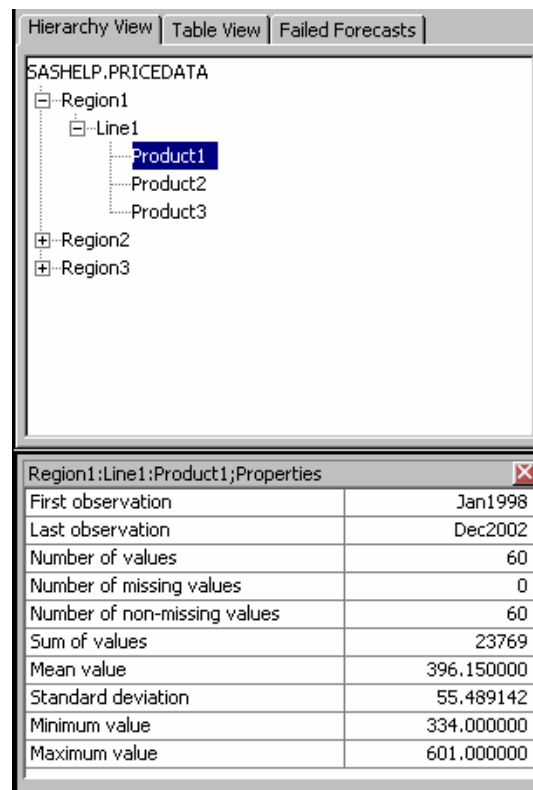 Hierarchy View Table View Failed Forecasts
SASHELP.PRICEDATA
Region1
Line1
Product1
Product2
Product3
Region2
Region3
Region1:Line1:Product1;Properties
First observation Jan1998
Last observation Dec2002
Number of values 60
Number of missing values 0
Number of non-missing values 60
Sum of values 23769
Mean value 396.150000
Standard deviation 55.489142
Minimum value 334.000000
Maximum value 601.000000